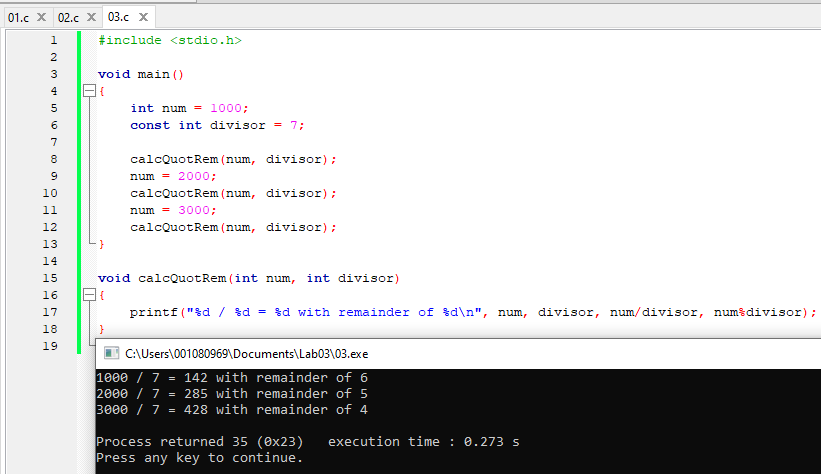 01.c X 02.c X 03.c X
1 #include <stdio.h>
2
3 void main()
4 {
5 int num = 1000;
6 const int divisor = 7;
7
8 calcQuotRem(num, divisor);
9 num = 2000;
10 calcQuotRem(num, divisor);
11 num = 3000;
12 calcQuotRem(num, divisor);
13 }
14
15 void calcQuotRem(int num, int divisor)
16 {
17 printf("%d / %d = %d with remainder of %d\n", num, divisor, num/divisor, num%divisor);
18 }
19
C:\Users\001080969\Documents\Lab03\03.exe
1000 / 7 = 142 with remainder of 6
2000 / 7 = 285 with remainder of 5
3000 / 7 = 428 with remainder of 4
Process returned 35 (0x23) execution time : 0.273 s
Press any key to continue.